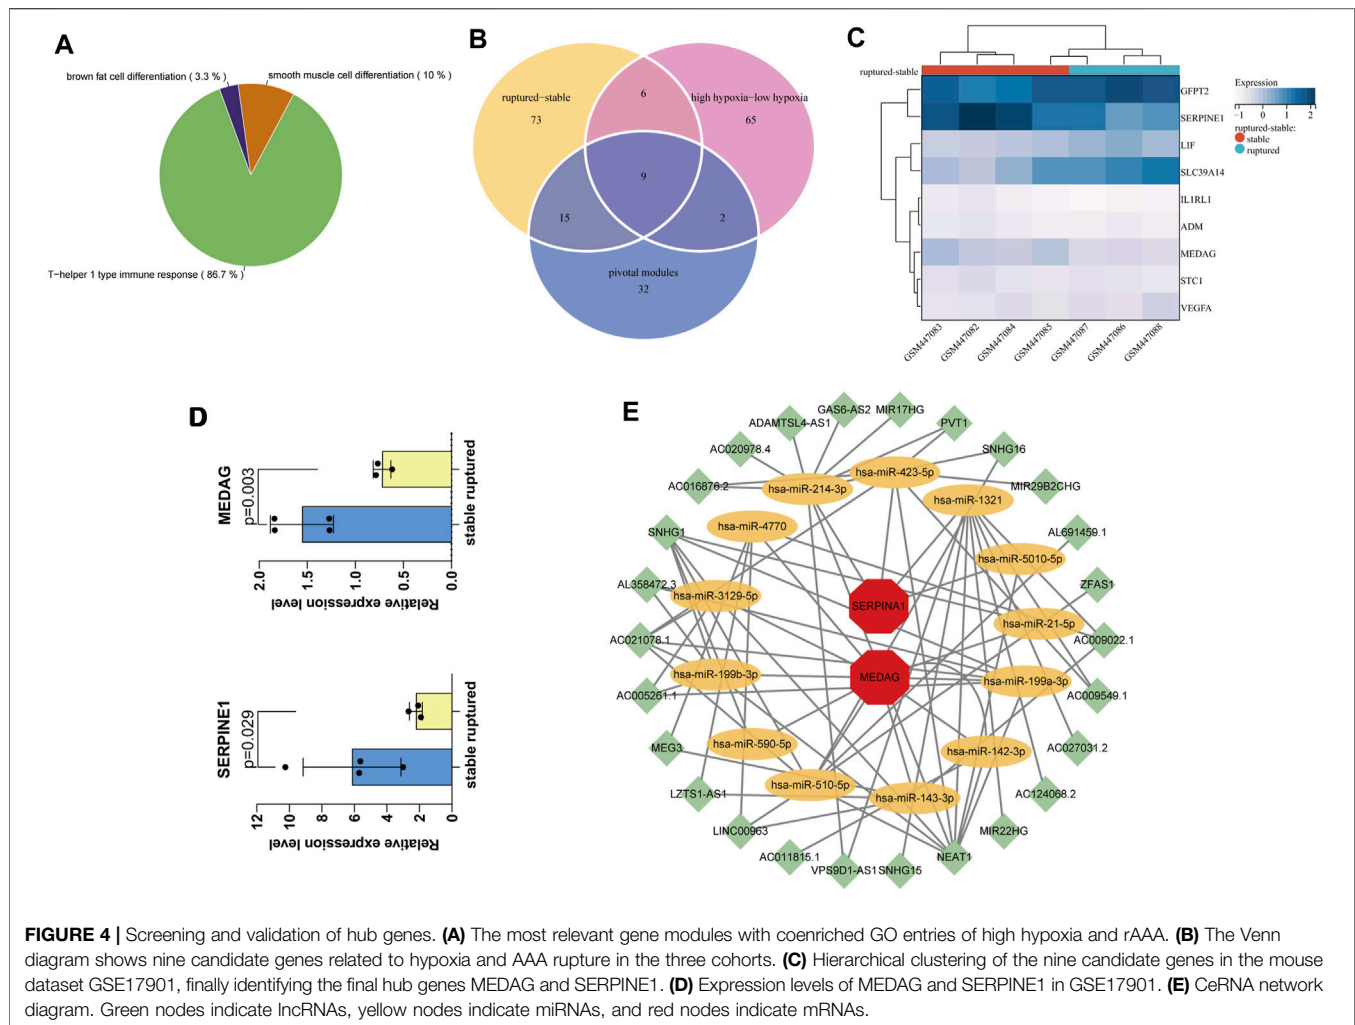 A
brown fat cell differentiation ( 3.3 % )
smooth muscle cell differentiation ( 10 % )
T-helper 1 type immune response ( 86.7 % )
B
ruptured-stable
73
6
high hypoxia-low hypoxia
65
9
15
2
pivotal modules
32
C
ruptured-stable
GFPT2
SERPINE1
LIF
SLC39A14
IL1RL1
ADM
MEDAG
STC1
VEGFA
GSM447083
GSM447082
GSM447084
GSM447085
GSM447087
GSM447086
GSM447088
Expression
-1 0 1 2
ruptured-stable:
stable
ruptured
D
MEDAG
p=0.003
stable ruptured
Relative expression level
2.0 1.5 1.0 0.5 0.0
SERPINE1
p=0.029
stable ruptured
Relative expression level
12 10 8 6 4 2 0
E
GAS6-AS2
MIR17HG
ADAMTSL4-AS1
PVT1
AC020978.4
SNHG16
AC016876.2
MIR29B2CHG
SNHG1
AL691459.1
AL358472.3
ZFAS1
AC021078.1
AC009022.1
AC005261.1
AC009549.1
MEG3
AC027031.2
LZTS1-AS1
AC124068.2
LINC00963
MIR22HG
AC011815.1
NEAT1
VPS9D1-AS1
SNHG15
hsa-miR-423-5p
hsa-miR-214-3p
hsa-miR-1321
hsa-miR-4770
hsa-miR-5010-5p
hsa-miR-3129-5p
hsa-miR-21-5p
hsa-miR-199b-3p
hsa-miR-199a-3p
hsa-miR-590-5p
hsa-miR-142-3p
hsa-miR-510-5p
hsa-miR-143-3p
SERPINA1
MEDAG
FIGURE 4 | Screening and validation of hub genes. (A) The most relevant gene modules with coenriched GO entries of high hypoxia and rAAA. (B) The Venn
diagram shows nine candidate genes related to hypoxia and AAA rupture in the three cohorts. (C) Hierarchical clustering of the nine candidate genes in the mouse
dataset GSE17901, finally identifying the final hub genes MEDAG and SERPINE1. (D) Expression levels of MEDAG and SERPINE1 in GSE17901. (E) CeRNA network
diagram. Green nodes indicate lncRNAs, yellow nodes indicate miRNAs, and red nodes indicate mRNAs.